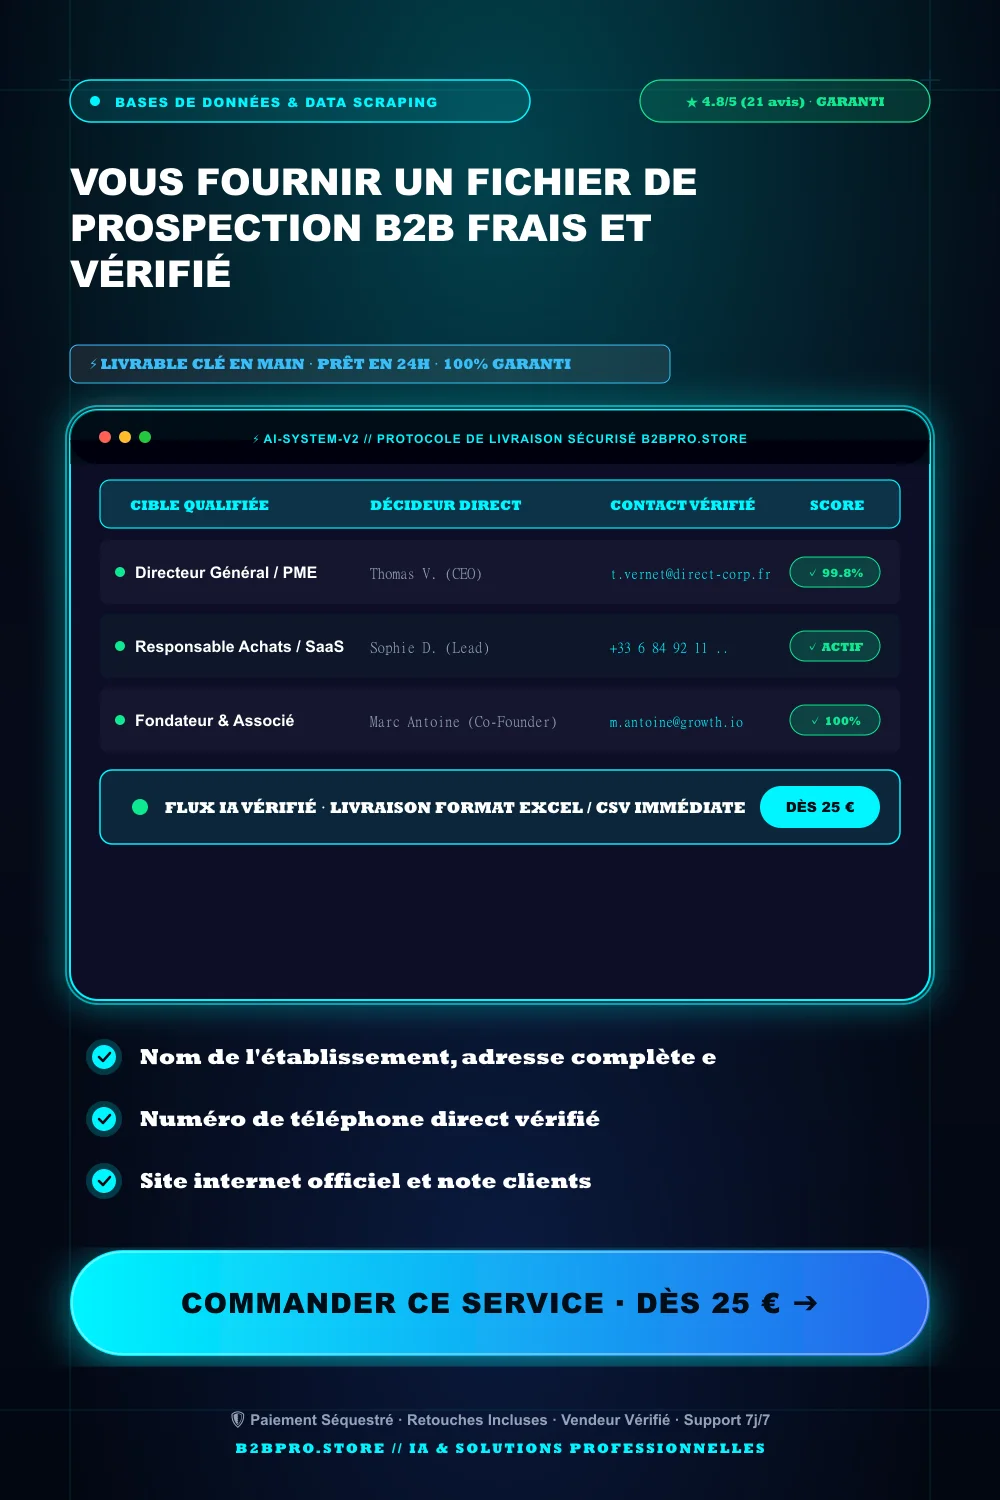 BASES DE DONNÉES & DATA SCRAPING
★ 4.8/5 (21 avis) · GARANTI
VOUS FOURNIR UN FICHIER DE
PROSPECTION B2B FRAIS ET
VÉRIFIÉ
⚡ LIVRABLE CLÉ EN MAIN · PRÊT EN 24H · 100% GARANTI
⚡ AI-SYSTEM-V2 // PROTOCOLE DE LIVRAISON SÉCURISÉ B2BPRO.STORE
CIBLE QUALIFIÉE DÉCIDEUR DIRECT CONTACT VÉRIFIÉ SCORE
Directeur Général / PME Thomas V. (CEO) t.vernet@direct-corp.fr ✓ 99.8%
Responsable Achats / SaaS Sophie D. (Lead) +33 6 84 92 11 .. ✓ ACTIF
Fondateur & Associé Marc Antoine (Co-Founder) m.antoine@growth.io ✓ 100%
FLUX IA VÉRIFIÉ · LIVRAISON FORMAT EXCEL / CSV IMMÉDIATE DÈS 25 €
Nom de l'établissement, adresse complète e
Numéro de téléphone direct vérifié
Site internet officiel et note clients
COMMANDER CE SERVICE · DÈS 25 € →
🛡 Paiement Séquestré · Retouches Incluses · Vendeur Vérifié · Support 7j/7
B2BPRO.STORE // IA & SOLUTIONS PROFESSIONNELLES